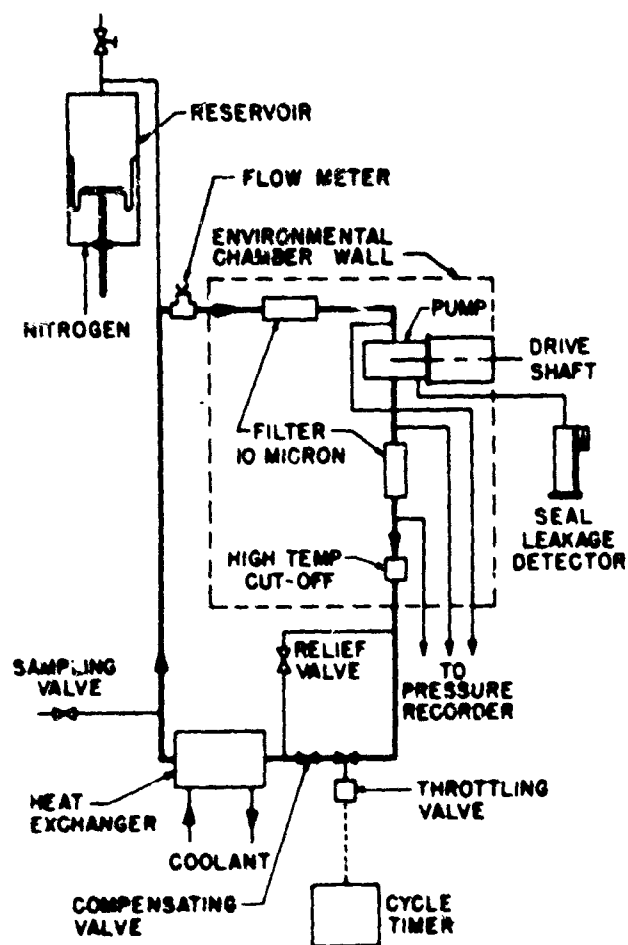 RESERVOIR
FLOW METER
ENVIRONMENTAL
CHAMBER WALL
NITROGEN
PUMP
DRIVE
SHAFT
FILTER
10 MICRON
SEAL
LEAKAGE
DETECTOR
HIGH TEMP
CUT-OFF
RELIEF
VALVE
SAMPLING
VALVE
TO
PRESSURE
RECORDER
HEAT
EXCHANGER
THROTTLING
VALVE
COOLANT
COMPENSATING
VALVE
CYCLE
TIMER